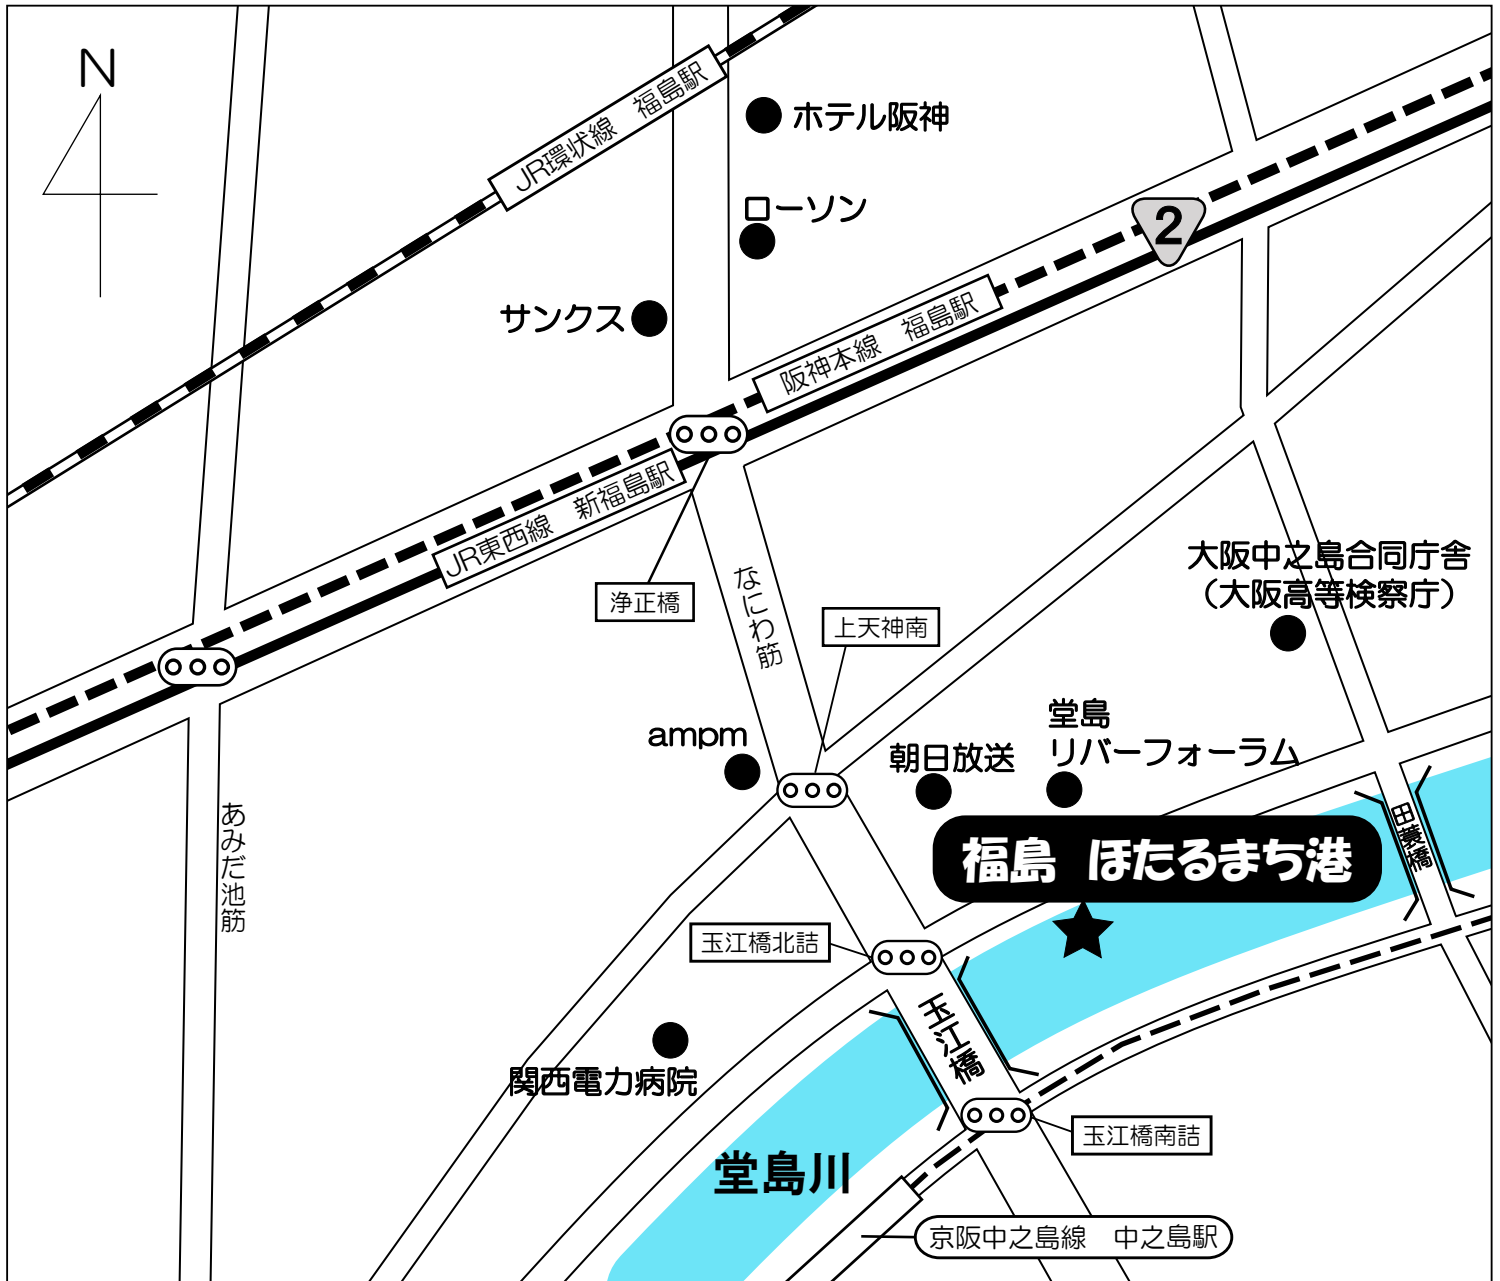 N
JR環状線　福島駅
ホテル阪神
ローソン
2
サンクス
阪神本線　福島駅
JR東西線　新福島駅
浄正橋
なにわ筋
上天神南
大阪中之島合同庁舎
（大阪高等検察庁）
ampm
朝日放送
堂島
リバーフォーラム
あみだ池筋
田蓑橋
福島　ほたるまち港
玉江橋北詰
玉江橋
関西電力病院
玉江橋南詰
堂島川
京阪中之島線　中之島駅